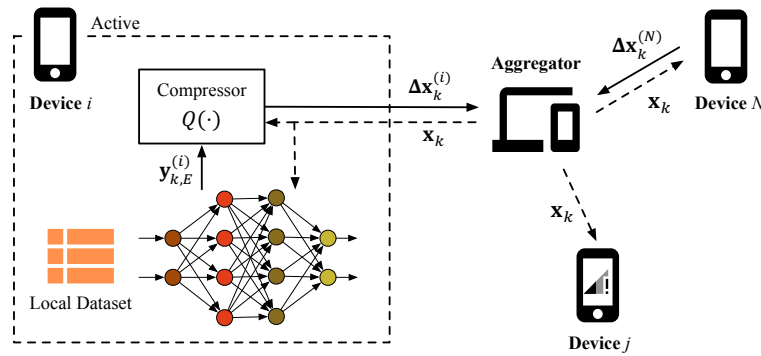 Active
Device i
Compressor
Q(·)
Δx_k^(i)
x_k
y_{k,E}^(i)
Local Dataset
Aggregator
Δx_k^(N)
x_k
Device N
x_k
!
Device j